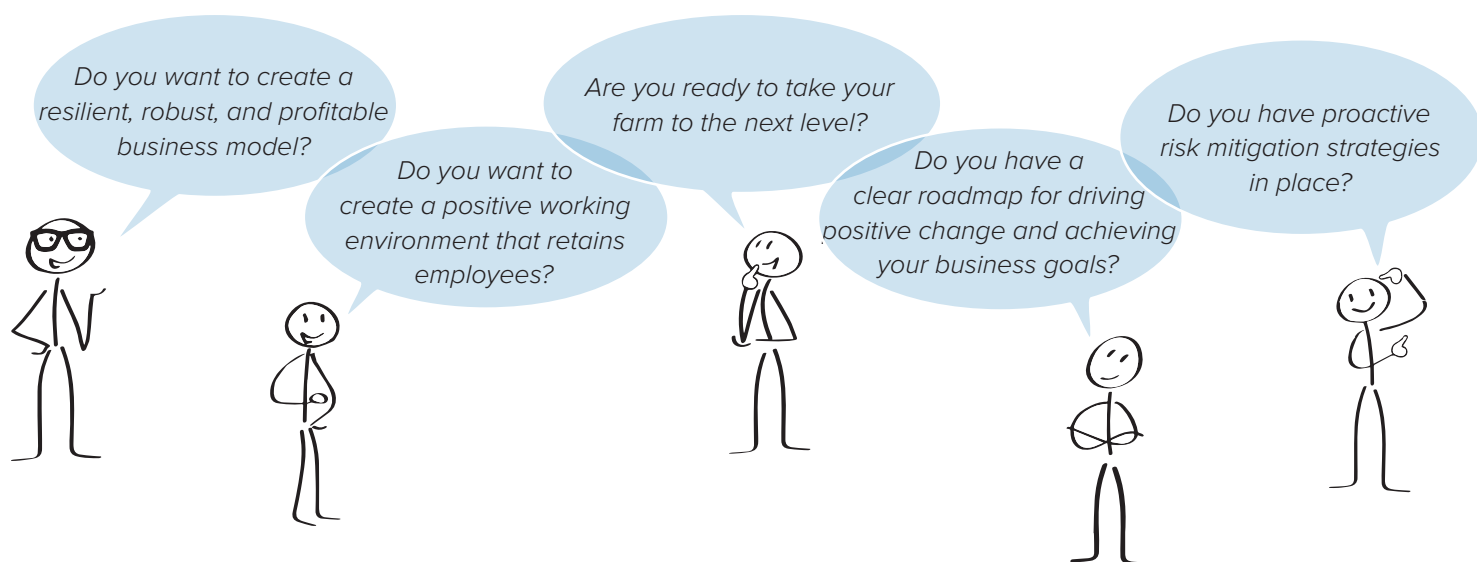 Do you want to create a
resilient, robust, and profitable
business model?
Do you want to
create a positive working
environment that retains
employees?
Are you ready to take your
farm to the next level?
Do you have a
clear roadmap for driving
positive change and achieving
your business goals?
Do you have proactive
risk mitigation strategies
in place?